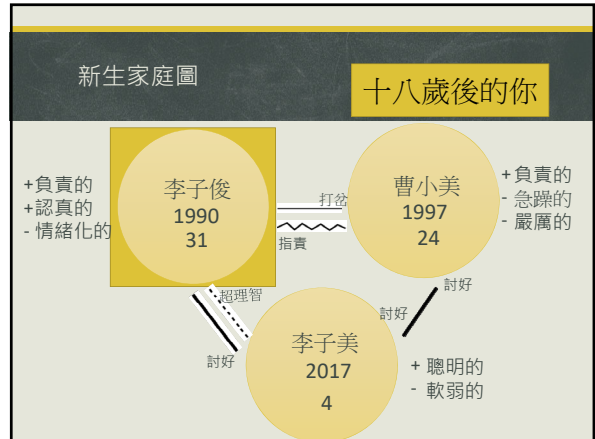 新生家庭圖
十八歲後的你
+負責的
+認真的
- 情緒化的
李子俊
1990
31
打岔
指責
曹小美
1997
24
+負責的
- 急躁的
- 嚴厲的
超理智
討好
討好
討好
李子美
2017
4
+ 聰明的
- 軟弱的